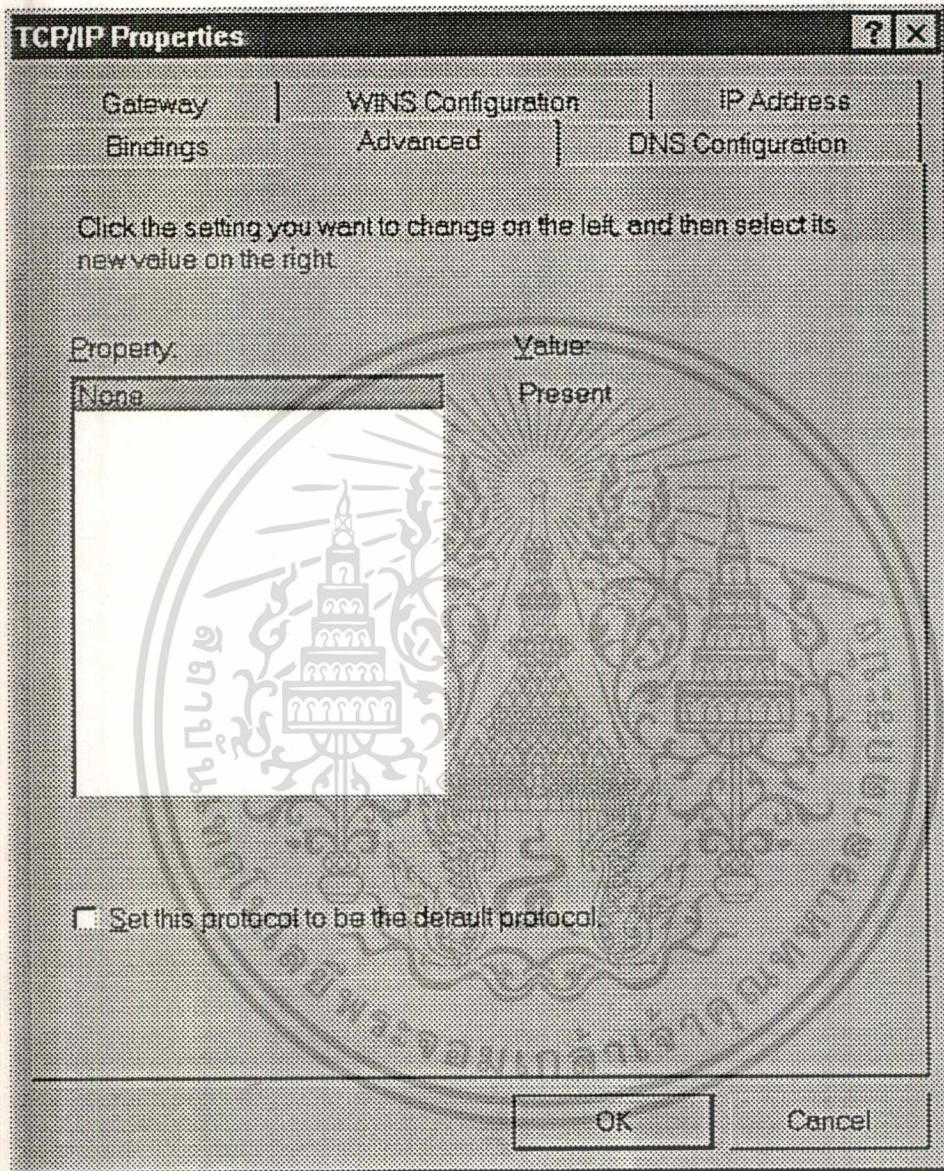 TCP/IP Properties
Gateway WINS Configuration IP Address
Bindings Advanced DNS Configuration
Click the setting you want to change on the left, and then select its
new value on the right.
Property: Value:
None Present
Set this protocol to be the default protocol.
OK Cancel